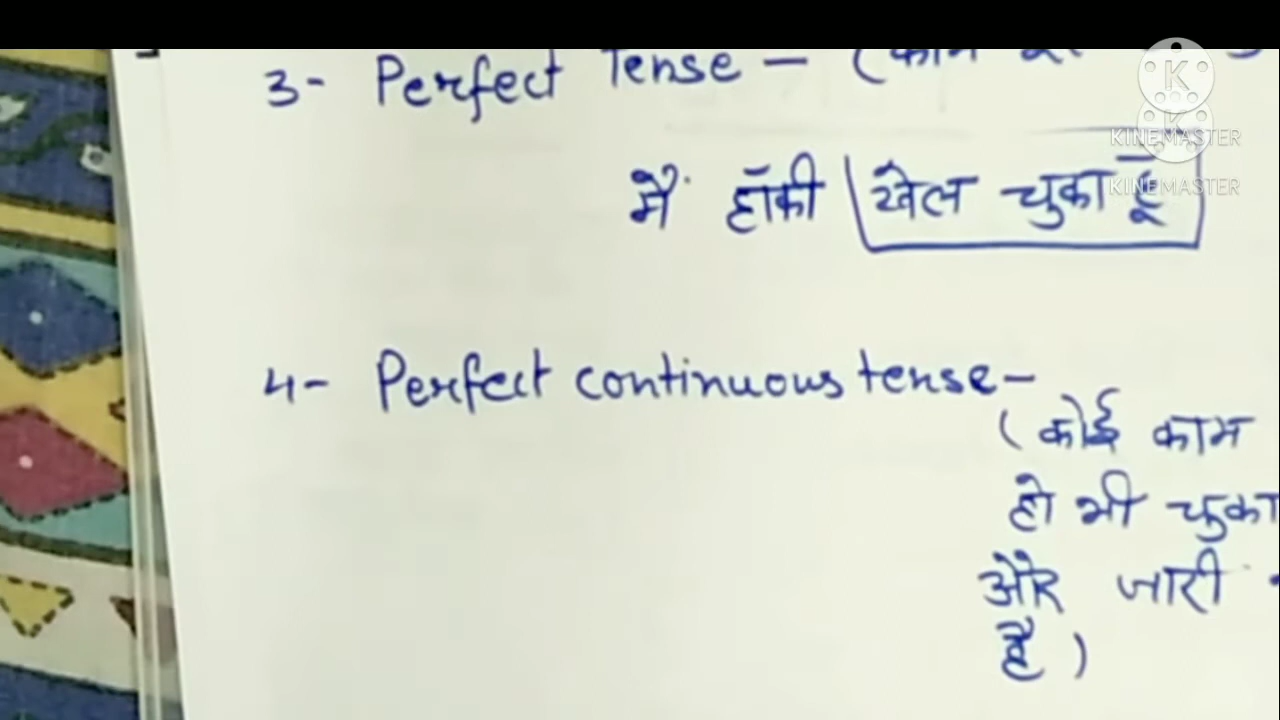 3- Perfect Tense - ( काम
मैं हॉकी खेल चुका हूँ
4- Perfect continuous tense -
( कोई काम
हो भी चुका
और जारी
है )
K
KINEMASTER
K
KINEMASTER